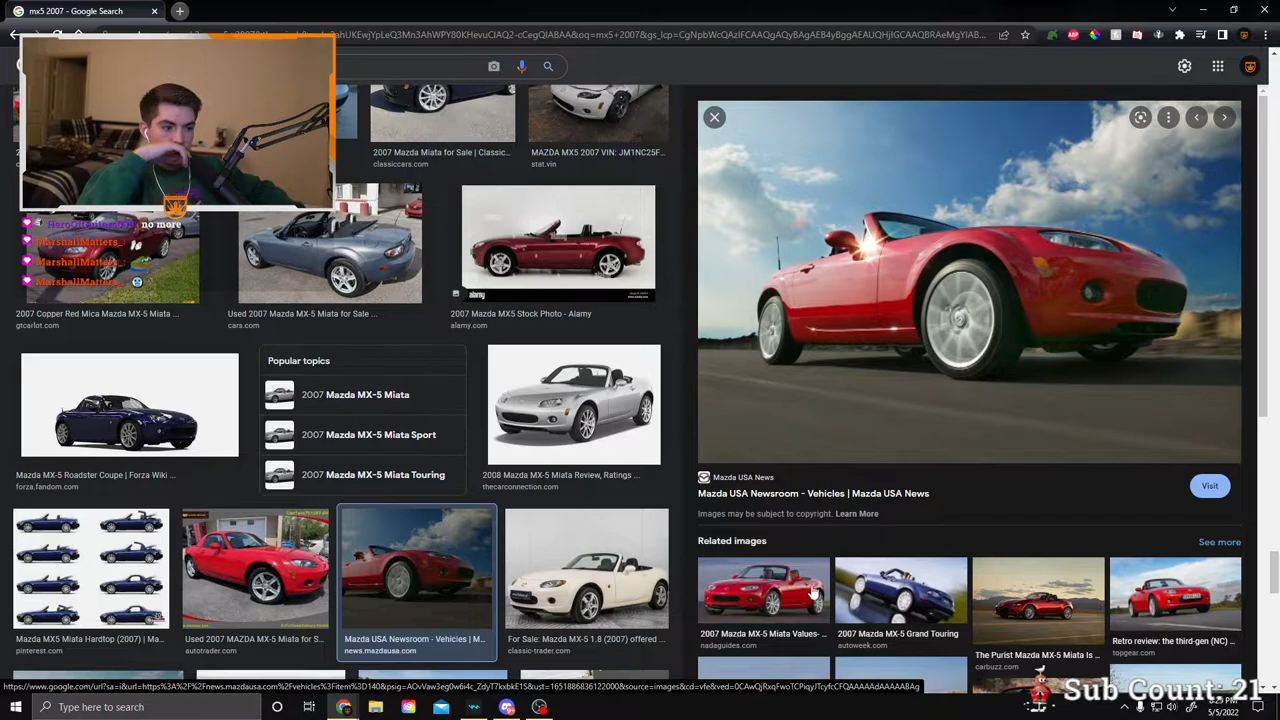 mx5 2007 - Google Search
no more
MarshallMatters_:
MarshallMatters_:
MarshallMatters_:
2007 Mazda Miata for Sale | Classic...
classiccars.com
MAZDA MX5 2007 VIN: JM1NC25F...
stat.vin
2007 Copper Red Mica Mazda MX-5 Miata ...
gtcarlot.com
Used 2007 Mazda MX-5 Miata for Sale ...
cars.com
alamy
2007 Mazda MX5 Stock Photo - Alamy
alamy.com
Popular topics
2007 Mazda MX-5 Miata
2007 Mazda MX-5 Miata Sport
2007 Mazda MX-5 Miata Touring
Mazda MX-5 Roadster Coupe | Forza Wiki ...
forza.fandom.com
2008 Mazda MX-5 Miata Review, Ratings ...
thecarconnection.com
Mazda USA News
Mazda USA Newsroom - Vehicles | Mazda USA News
Visit
Images may be subject to copyright. Learn More
Related images
See more
Mazda MX5 Miata Hardtop (2007) | Ma...
pinterest.com
Used 2007 MAZDA MX-5 Miata for S...
autotrader.com
Mazda USA Newsroom - Vehicles | M...
news.mazdausa.com
For Sale: Mazda MX-5 1.8 (2007) offered ...
classic-trader.com
2007 Mazda MX-5 Miata Values- ...
nadaguides.com
2007 Mazda MX-5 Grand Touring
autoweek.com
The Purist Mazda MX-5 Miata Is ...
carbuzz.com
Retro review: the third-gen (NC) ...
topgear.com
Sub Count: 21
Type here to search
5/5/2022